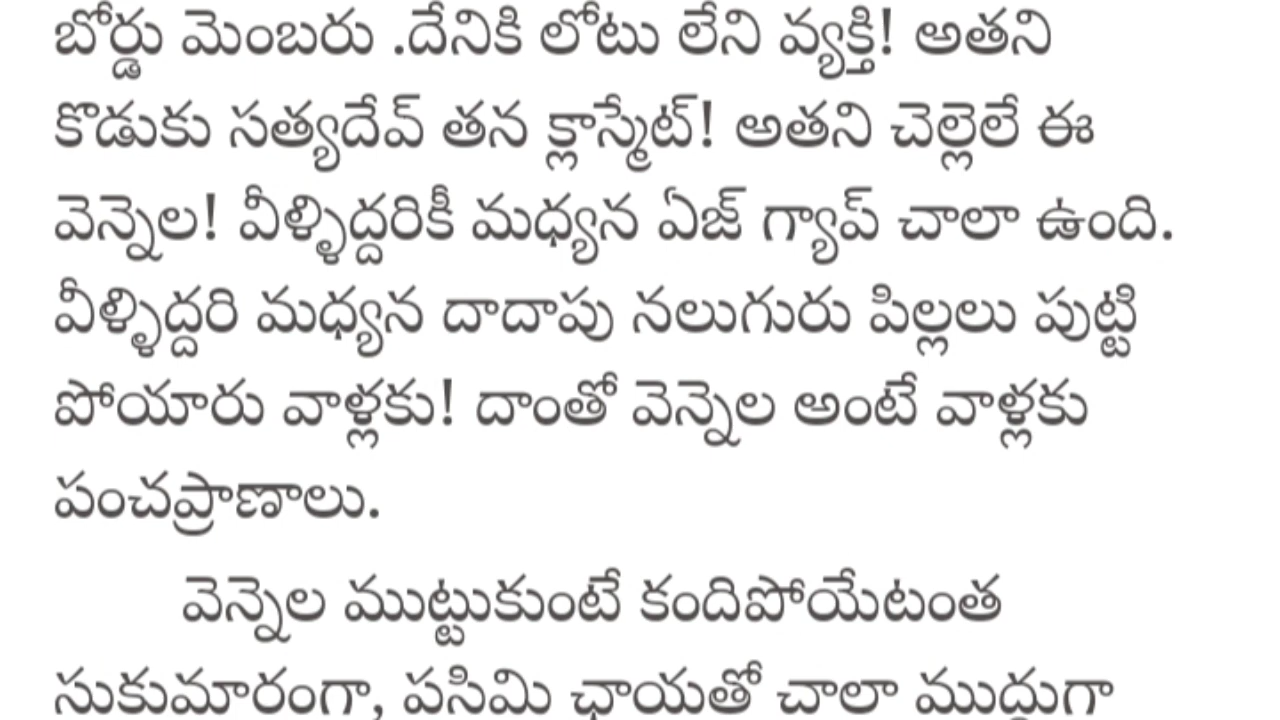 బోర్డు మెంబరు .దేనికి లోటు లేని వ్యక్తి! అతని
కొడుకు సత్యదేవ్ తన క్లాస్మేట్! అతని చెల్లెలే ఈ
వెన్నెల! వీళ్ళిద్దరికీ మధ్యన ఏజ్ గ్యాప్ చాలా ఉంది.
వీళ్ళిద్దరి మధ్యన దాదాపు నలుగురు పిల్లలు పుట్టి
పోయారు వాళ్లకు! దాంతో వెన్నెల అంటే వాళ్లకు
పంచప్రాణాలు.
వెన్నెల ముట్టుకుంటే కందిపోయేటంత
సుకుమారంగా, పసిమి ఛాయతో చాలా ముద్దుగా